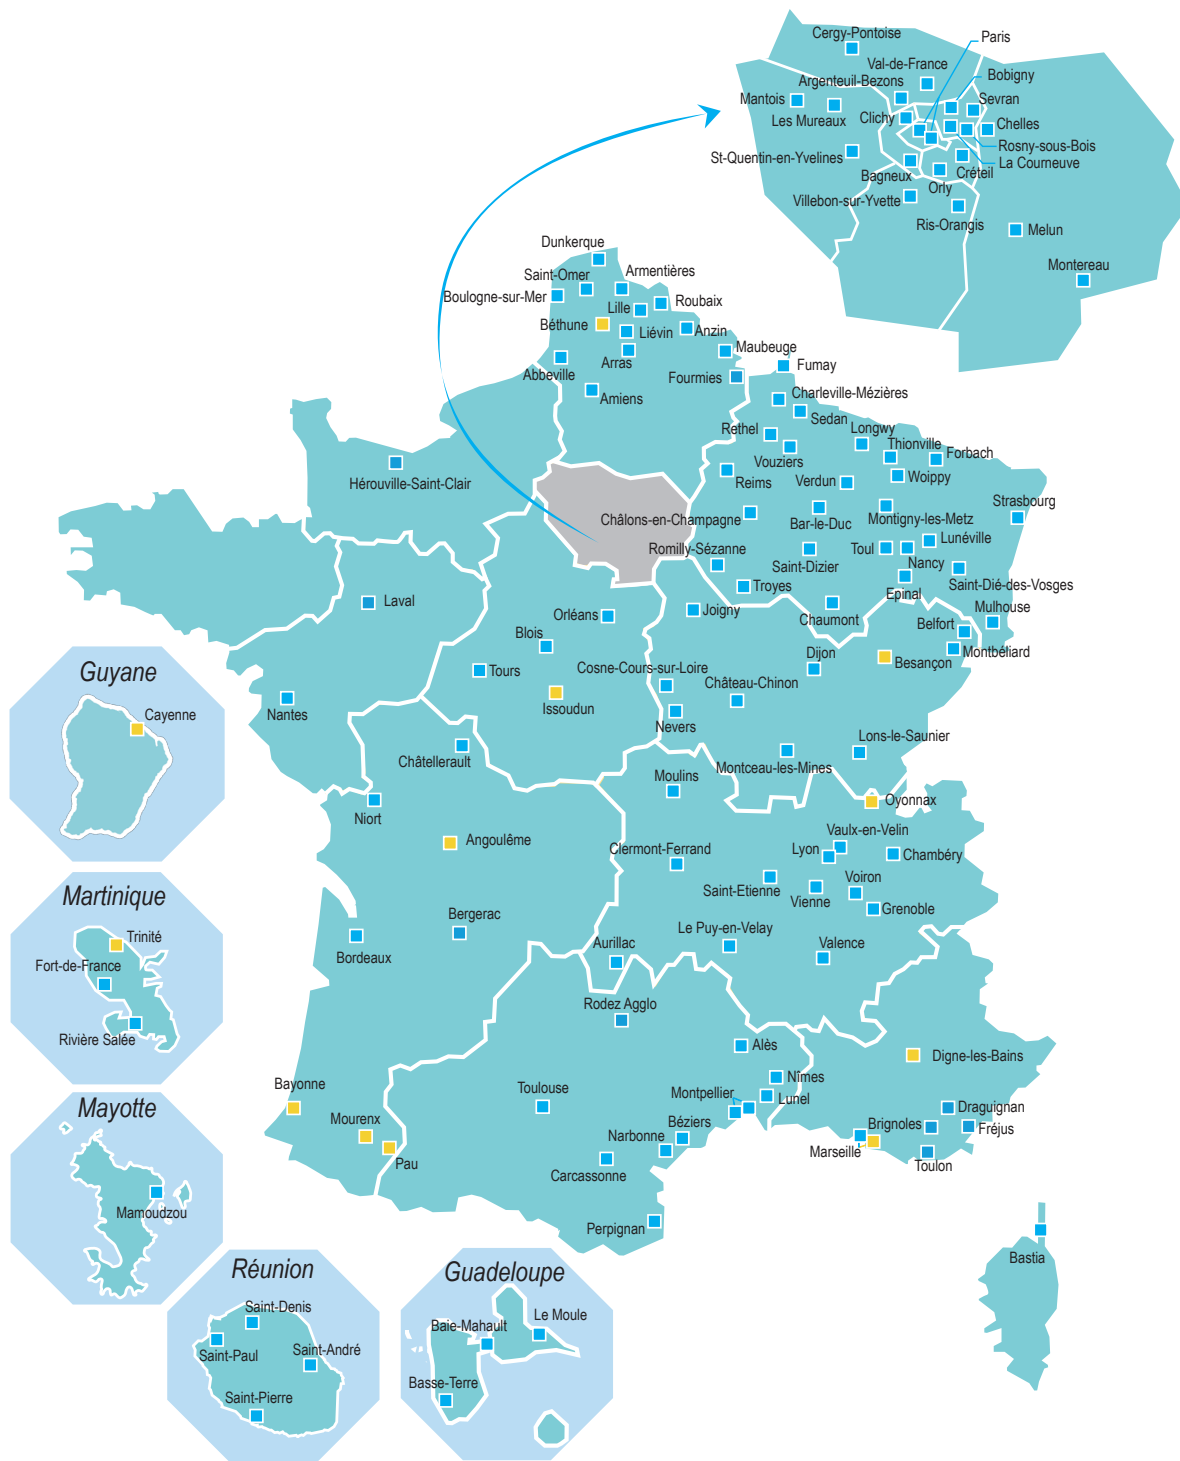 Cergy-Pontoise
Paris
Val-de-France
Argenteuil-Bezons
Bobigny
Mantois
Sevran
Les Mureaux
Clichy
Chelles
Rosny-sous-Bois
St-Quentin-en-Yvelines
La Courneuve
Bagneux
Créteil
Orly
Villebon-sur-Yvette
Ris-Orangis
Melun
Montereau
Dunkerque
Saint-Omer
Armentières
Boulogne-sur-Mer
Lille
Roubaix
Béthune
Liévin
Anzin
Arras
Maubeuge
Abbeville
Fourmies
Fumay
Amiens
Charleville-Mézières
Sedan
Rethel
Longwy
Thionville
Forbach
Vouziers
Reims
Verdun
Woippy
Hérouville-Saint-Clair
Strasbourg
Châlons-en-Champagne
Bar-le-Duc
Montigny-les-Metz
Lunéville
Romilly-Sézanne
Toul
Nancy
Saint-Dizier
Saint-Dié-des-Vosges
Troyes
Epinal
Laval
Orléans
Joigny
Chaumont
Mulhouse
Belfort
Blois
Montbéliard
Dijon
Besançon
Tours
Cosne-Cours-sur-Loire
Château-Chinon
Issoudun
Nantes
Nevers
Guyane
Cayenne
Lons-le-Saunier
Châtellerault
Montceau-les-Mines
Moulins
Oyonnax
Niort
Vaulx-en-Velin
Angoulême
Clermont-Ferrand
Lyon
Chambéry
Saint-Etienne
Voiron
Vienne
Grenoble
Martinique
Trinité
Fort-de-France
Rivière Salée
Bergerac
Le Puy-en-Velay
Aurillac
Valence
Bordeaux
Rodez Agglo
Alès
Digne-les-Bains
Nîmes
Bayonne
Toulouse
Montpellier
Lunel
Mayotte
Mourenx
Béziers
Draguignan
Brignoles
Fréjus
Narbonne
Marseille
Pau
Toulon
Carcassonne
Mamoudzou
Perpignan
Bastia
Réunion
Saint-Denis
Saint-Paul
Saint-André
Saint-Pierre
Guadeloupe
Le Moule
Baie-Mahault
Basse-Terre